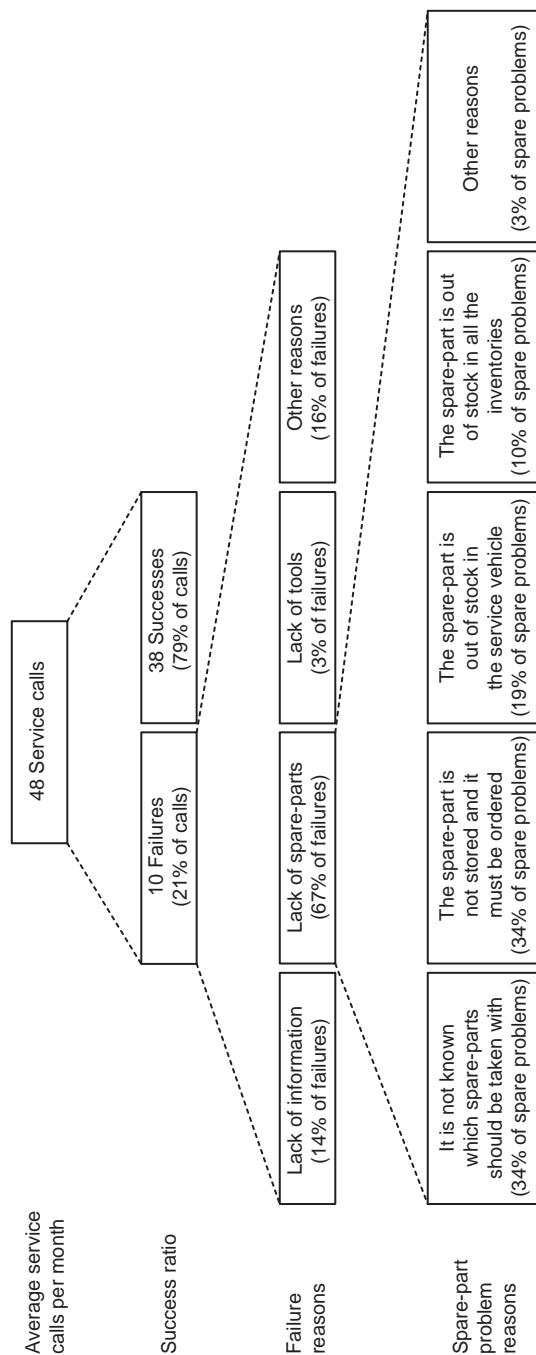 Average service
calls per month
48 Service calls
Success ratio
10 Failures
(21% of calls)
38 Successes
(79% of calls)
Failure
reasons
Lack of information
(14% of failures)
Lack of spare-parts
(67% of failures)
Lack of tools
(3% of failures)
Other reasons
(16% of failures)
Spare-part
problem
reasons
It is not known
which spare-parts
should be taken with
(34% of spare problems)
The spare-part is
not stored and it
must be ordered
(34% of spare problems)
The spare-part is
out of stock in
the service vehicle
(19% of spare problems)
The spare-part is out
of stock in all the
inventories
(10% of spare problems)
Other reasons
(3% of spare problems)